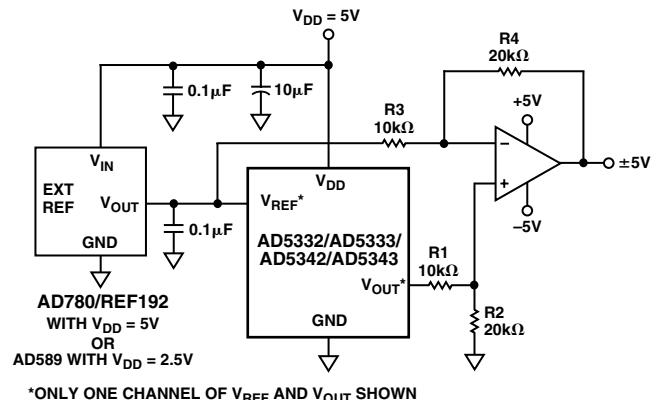 V_DD = 5V
R4
20kΩ
0.1μF
10μF
R3
10kΩ
+5V
−
+
±5V
−5V
V_IN
EXT
REF
V_OUT
GND
0.1μF
V_DD
V_REF*
AD5332/AD5333/
AD5342/AD5343
V_OUT*
GND
R1
10kΩ
R2
20kΩ
AD780/REF192
WITH V_DD = 5V
OR
AD589 WITH V_DD = 2.5V
*ONLY ONE CHANNEL OF V_REF AND V_OUT SHOWN